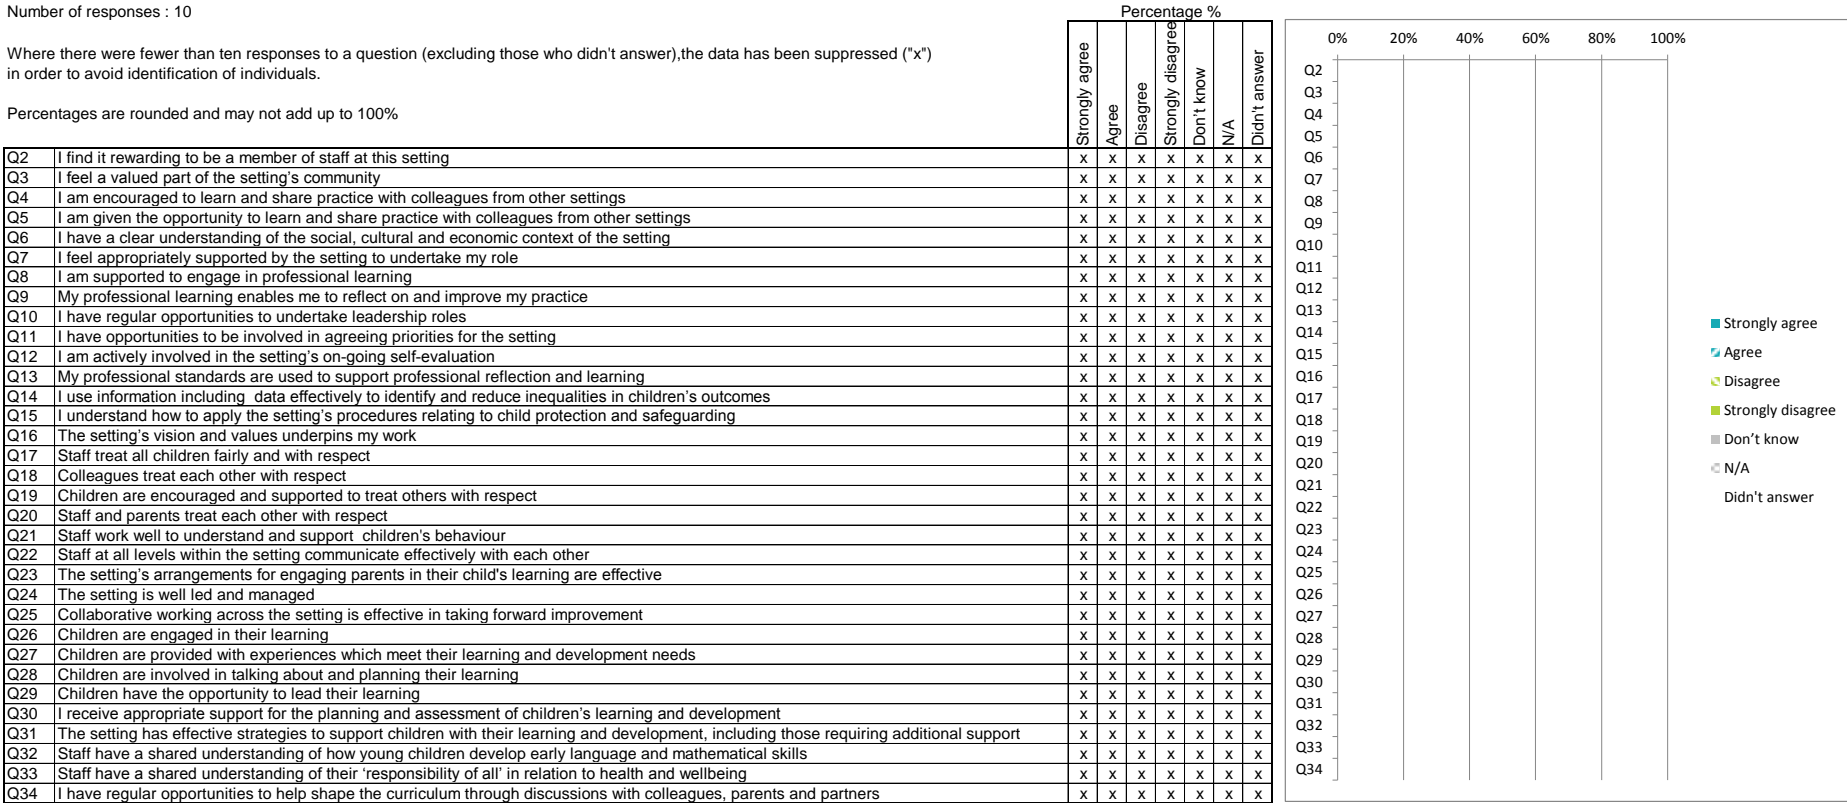 Number of responses : 10
Percentage %
Where there were fewer than ten responses to a question (excluding those who didn't answer),the data has been suppressed ("x")
in order to avoid identification of individuals.
Percentages are rounded and may not add up to 100%
Strongly agree
Agree
Disagree
Strongly disagree
Don't know
N/A
Didn't answer
Q2 I find it rewarding to be a member of staff at this setting x x x x x x x
Q3 I feel a valued part of the setting's community x x x x x x x
Q4 I am encouraged to learn and share practice with colleagues from other settings x x x x x x x
Q5 I am given the opportunity to learn and share practice with colleagues from other settings x x x x x x x
Q6 I have a clear understanding of the social, cultural and economic context of the setting x x x x x x x
Q7 I feel appropriately supported by the setting to undertake my role x x x x x x x
Q8 I am supported to engage in professional learning x x x x x x x
Q9 My professional learning enables me to reflect on and improve my practice x x x x x x x
Q10 I have regular opportunities to undertake leadership roles x x x x x x x
Q11 I have opportunities to be involved in agreeing priorities for the setting x x x x x x x
Q12 I am actively involved in the setting's on-going self-evaluation x x x x x x x
Q13 My professional standards are used to support professional reflection and learning x x x x x x x
Q14 I use information including  data effectively to identify and reduce inequalities in children's outcomes x x x x x x x
Q15 I understand how to apply the setting's procedures relating to child protection and safeguarding x x x x x x x
Q16 The setting's vision and values underpins my work x x x x x x x
Q17 Staff treat all children fairly and with respect x x x x x x x
Q18 Colleagues treat each other with respect x x x x x x x
Q19 Children are encouraged and supported to treat others with respect x x x x x x x
Q20 Staff and parents treat each other with respect x x x x x x x
Q21 Staff work well to understand and support  children's behaviour x x x x x x x
Q22 Staff at all levels within the setting communicate effectively with each other x x x x x x x
Q23 The setting's arrangements for engaging parents in their child's learning are effective x x x x x x x
Q24 The setting is well led and managed x x x x x x x
Q25 Collaborative working across the setting is effective in taking forward improvement x x x x x x x
Q26 Children are engaged in their learning x x x x x x x
Q27 Children are provided with experiences which meet their learning and development needs x x x x x x x
Q28 Children are involved in talking about and planning their learning x x x x x x x
Q29 Children have the opportunity to lead their learning x x x x x x x
Q30 I receive appropriate support for the planning and assessment of children's learning and development x x x x x x x
Q31 The setting has effective strategies to support children with their learning and development, including those requiring additional support x x x x x x x
Q32 Staff have a shared understanding of how young children develop early language and mathematical skills x x x x x x x
Q33 Staff have a shared understanding of their 'responsibility of all' in relation to health and wellbeing x x x x x x x
Q34 I have regular opportunities to help shape the curriculum through discussions with colleagues, parents and partners x x x x x x x
0% 20% 40% 60% 80% 100%
Q2
Q3
Q4
Q5
Q6
Q7
Q8
Q9
Q10
Q11
Q12
Q13
Q14
Q15
Q16
Q17
Q18
Q19
Q20
Q21
Q22
Q23
Q24
Q25
Q26
Q27
Q28
Q29
Q30
Q31
Q32
Q33
Q34
Strongly agree
Agree
Disagree
Strongly disagree
Don't know
N/A
Didn't answer